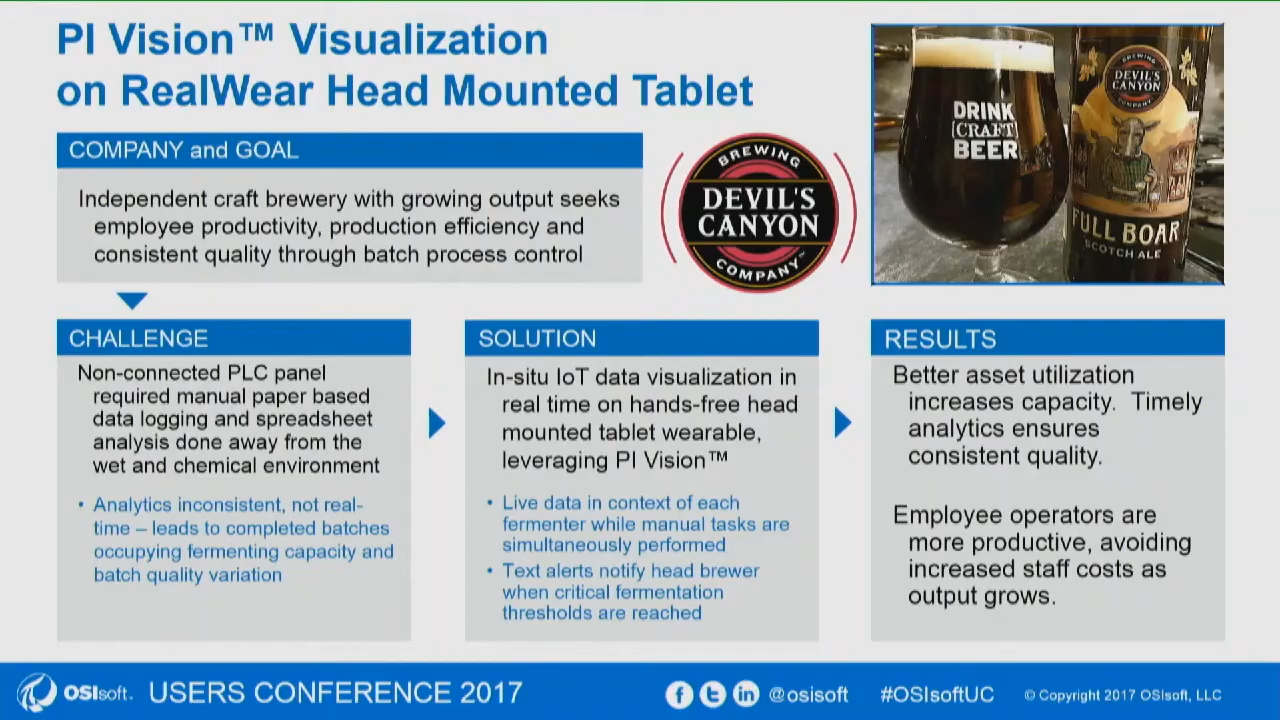 PI Vision™ Visualization
on RealWear Head Mounted Tablet
COMPANY and GOAL
Independent craft brewery with growing output seeks
employee productivity, production efficiency and
consistent quality through batch process control
BREWING
DEVIL'S
CANYON
COMPANY™
DRINK
[CRAFT]
BEER
BREWING
DEVIL'S
CANYON
COMPANY
FULL BOAR
SCOTCH ALE
CHALLENGE
Non-connected PLC panel
required manual paper based
data logging and spreadsheet
analysis done away from the
wet and chemical environment
• Analytics inconsistent, not real-
time – leads to completed batches
occupying fermenting capacity and
batch quality variation
SOLUTION
In-situ IoT data visualization in
real time on hands-free head
mounted tablet wearable,
leveraging PI Vision™
• Live data in context of each
fermenter while manual tasks are
simultaneously performed
• Text alerts notify head brewer
when critical fermentation
thresholds are reached
RESULTS
Better asset utilization
increases capacity. Timely
analytics ensures
consistent quality.
Employee operators are
more productive, avoiding
increased staff costs as
output grows.
OSIsoft. USERS CONFERENCE 2017
@osisoft
#OSIsoftUC
© Copyright 2017 OSIsoft, LLC